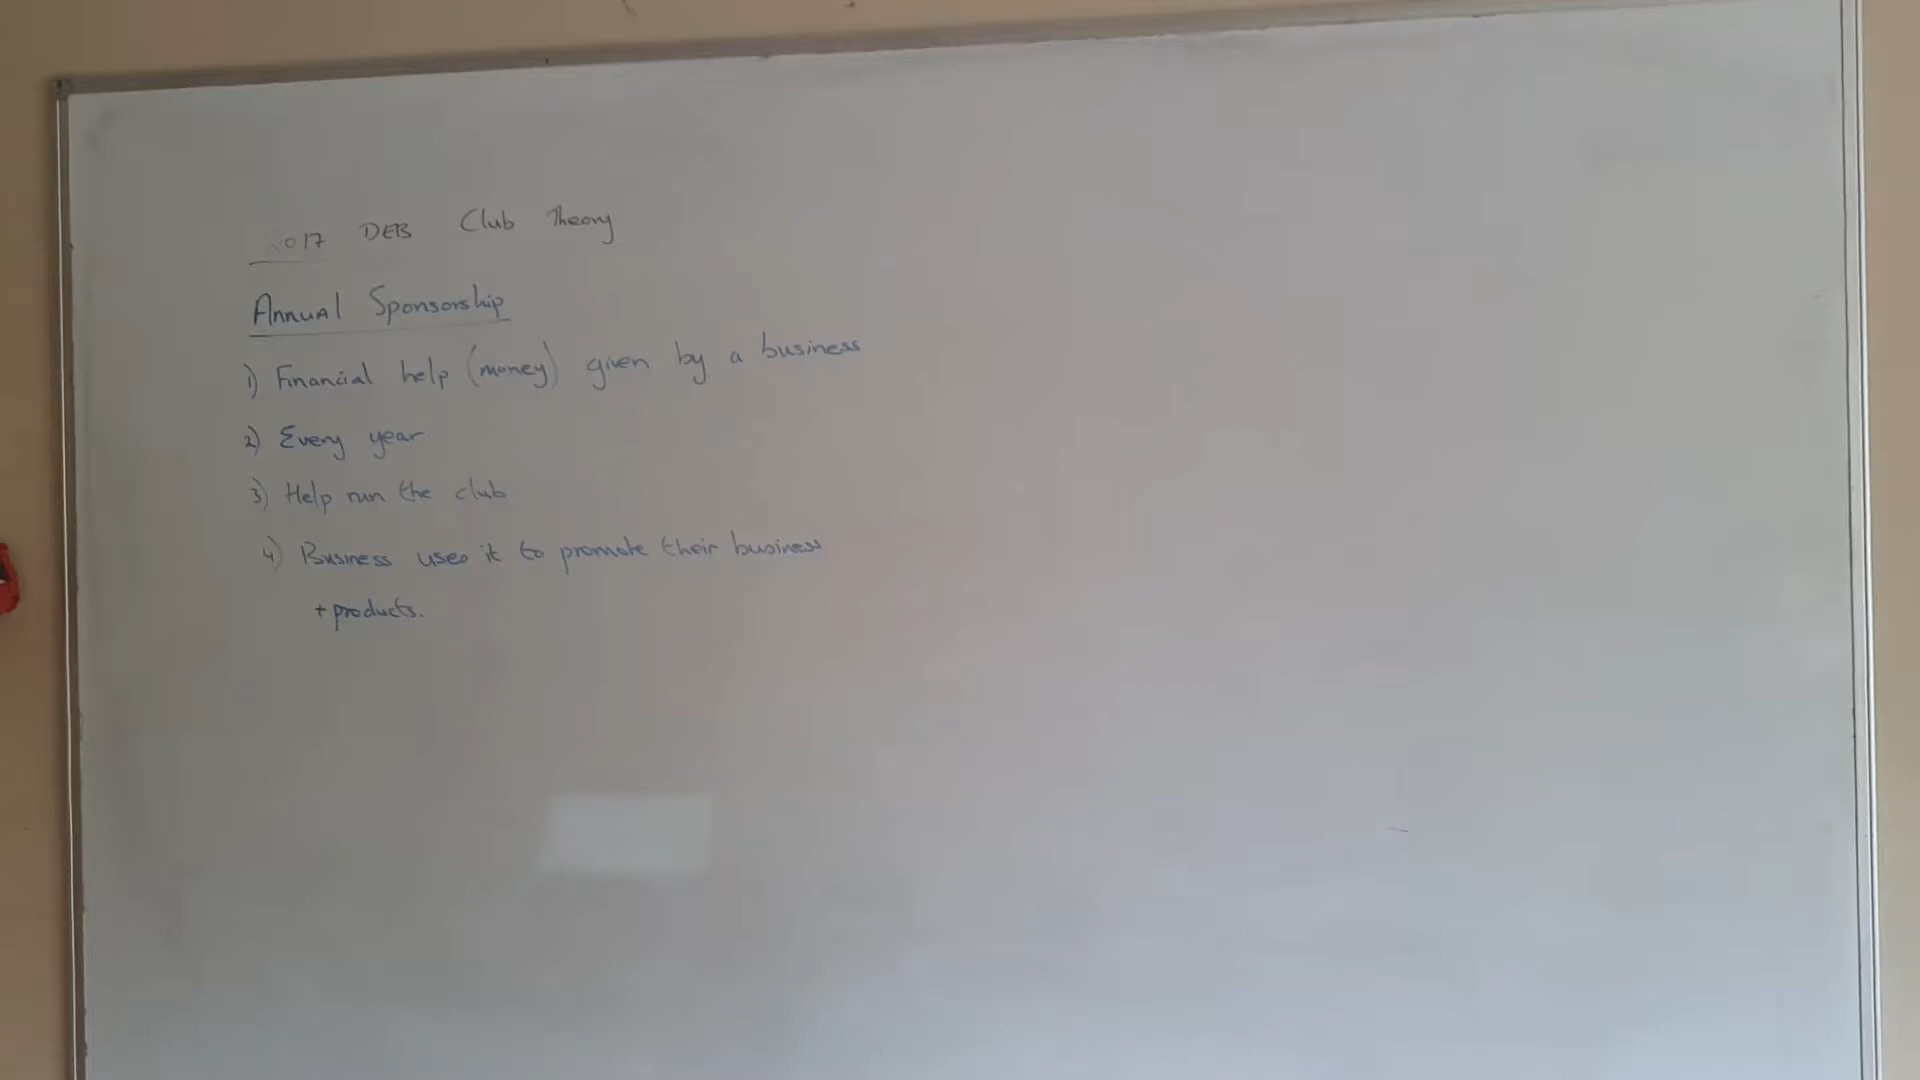 017 DEB Club Theory
Annual Sponsorship
1) Financial help (money) given by a business
2) Every year
3) Help run the club
4) Business uses it to promote their business
+ products.